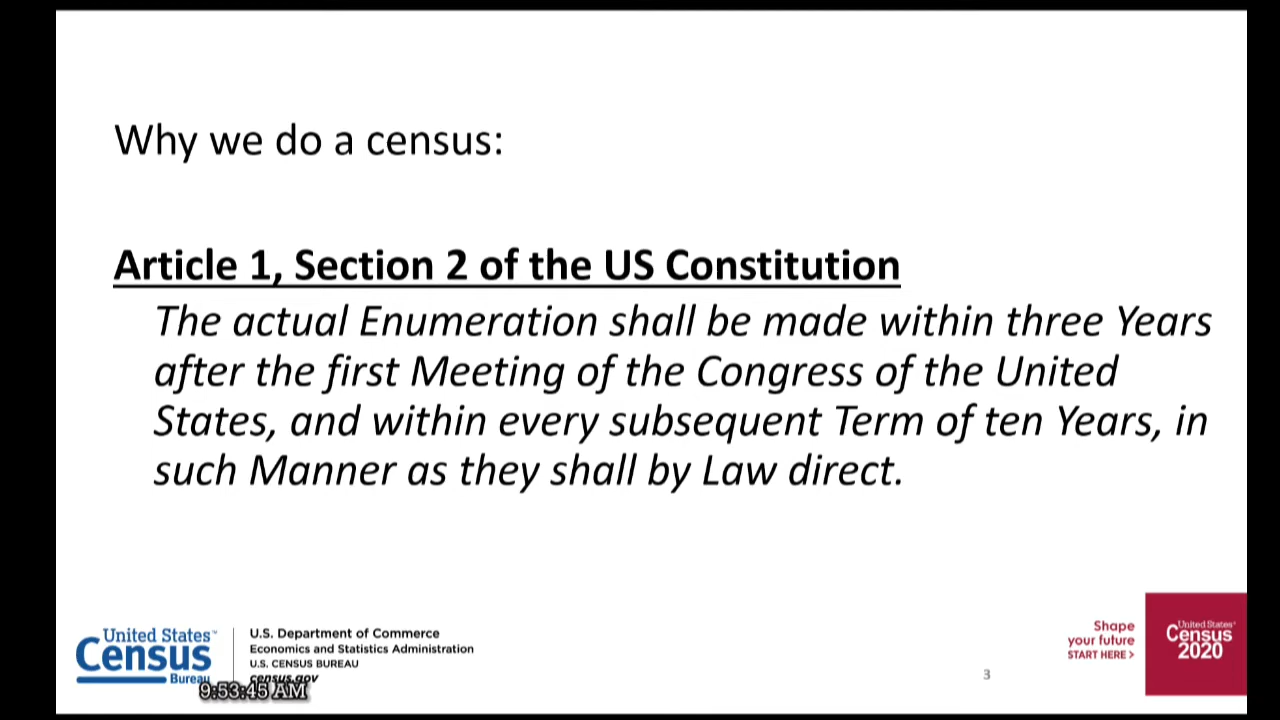 Why we do a census:
Article 1, Section 2 of the US Constitution
The actual Enumeration shall be made within three Years
after the first Meeting of the Congress of the United
States, and within every subsequent Term of ten Years, in
such Manner as they shall by Law direct.
United States™
Census
Bureau
U.S. Department of Commerce
Economics and Statistics Administration
U.S. CENSUS BUREAU
census.gov
9:53:45 AM
3
Shape
your future
START HERE >
United States™
Census
2020